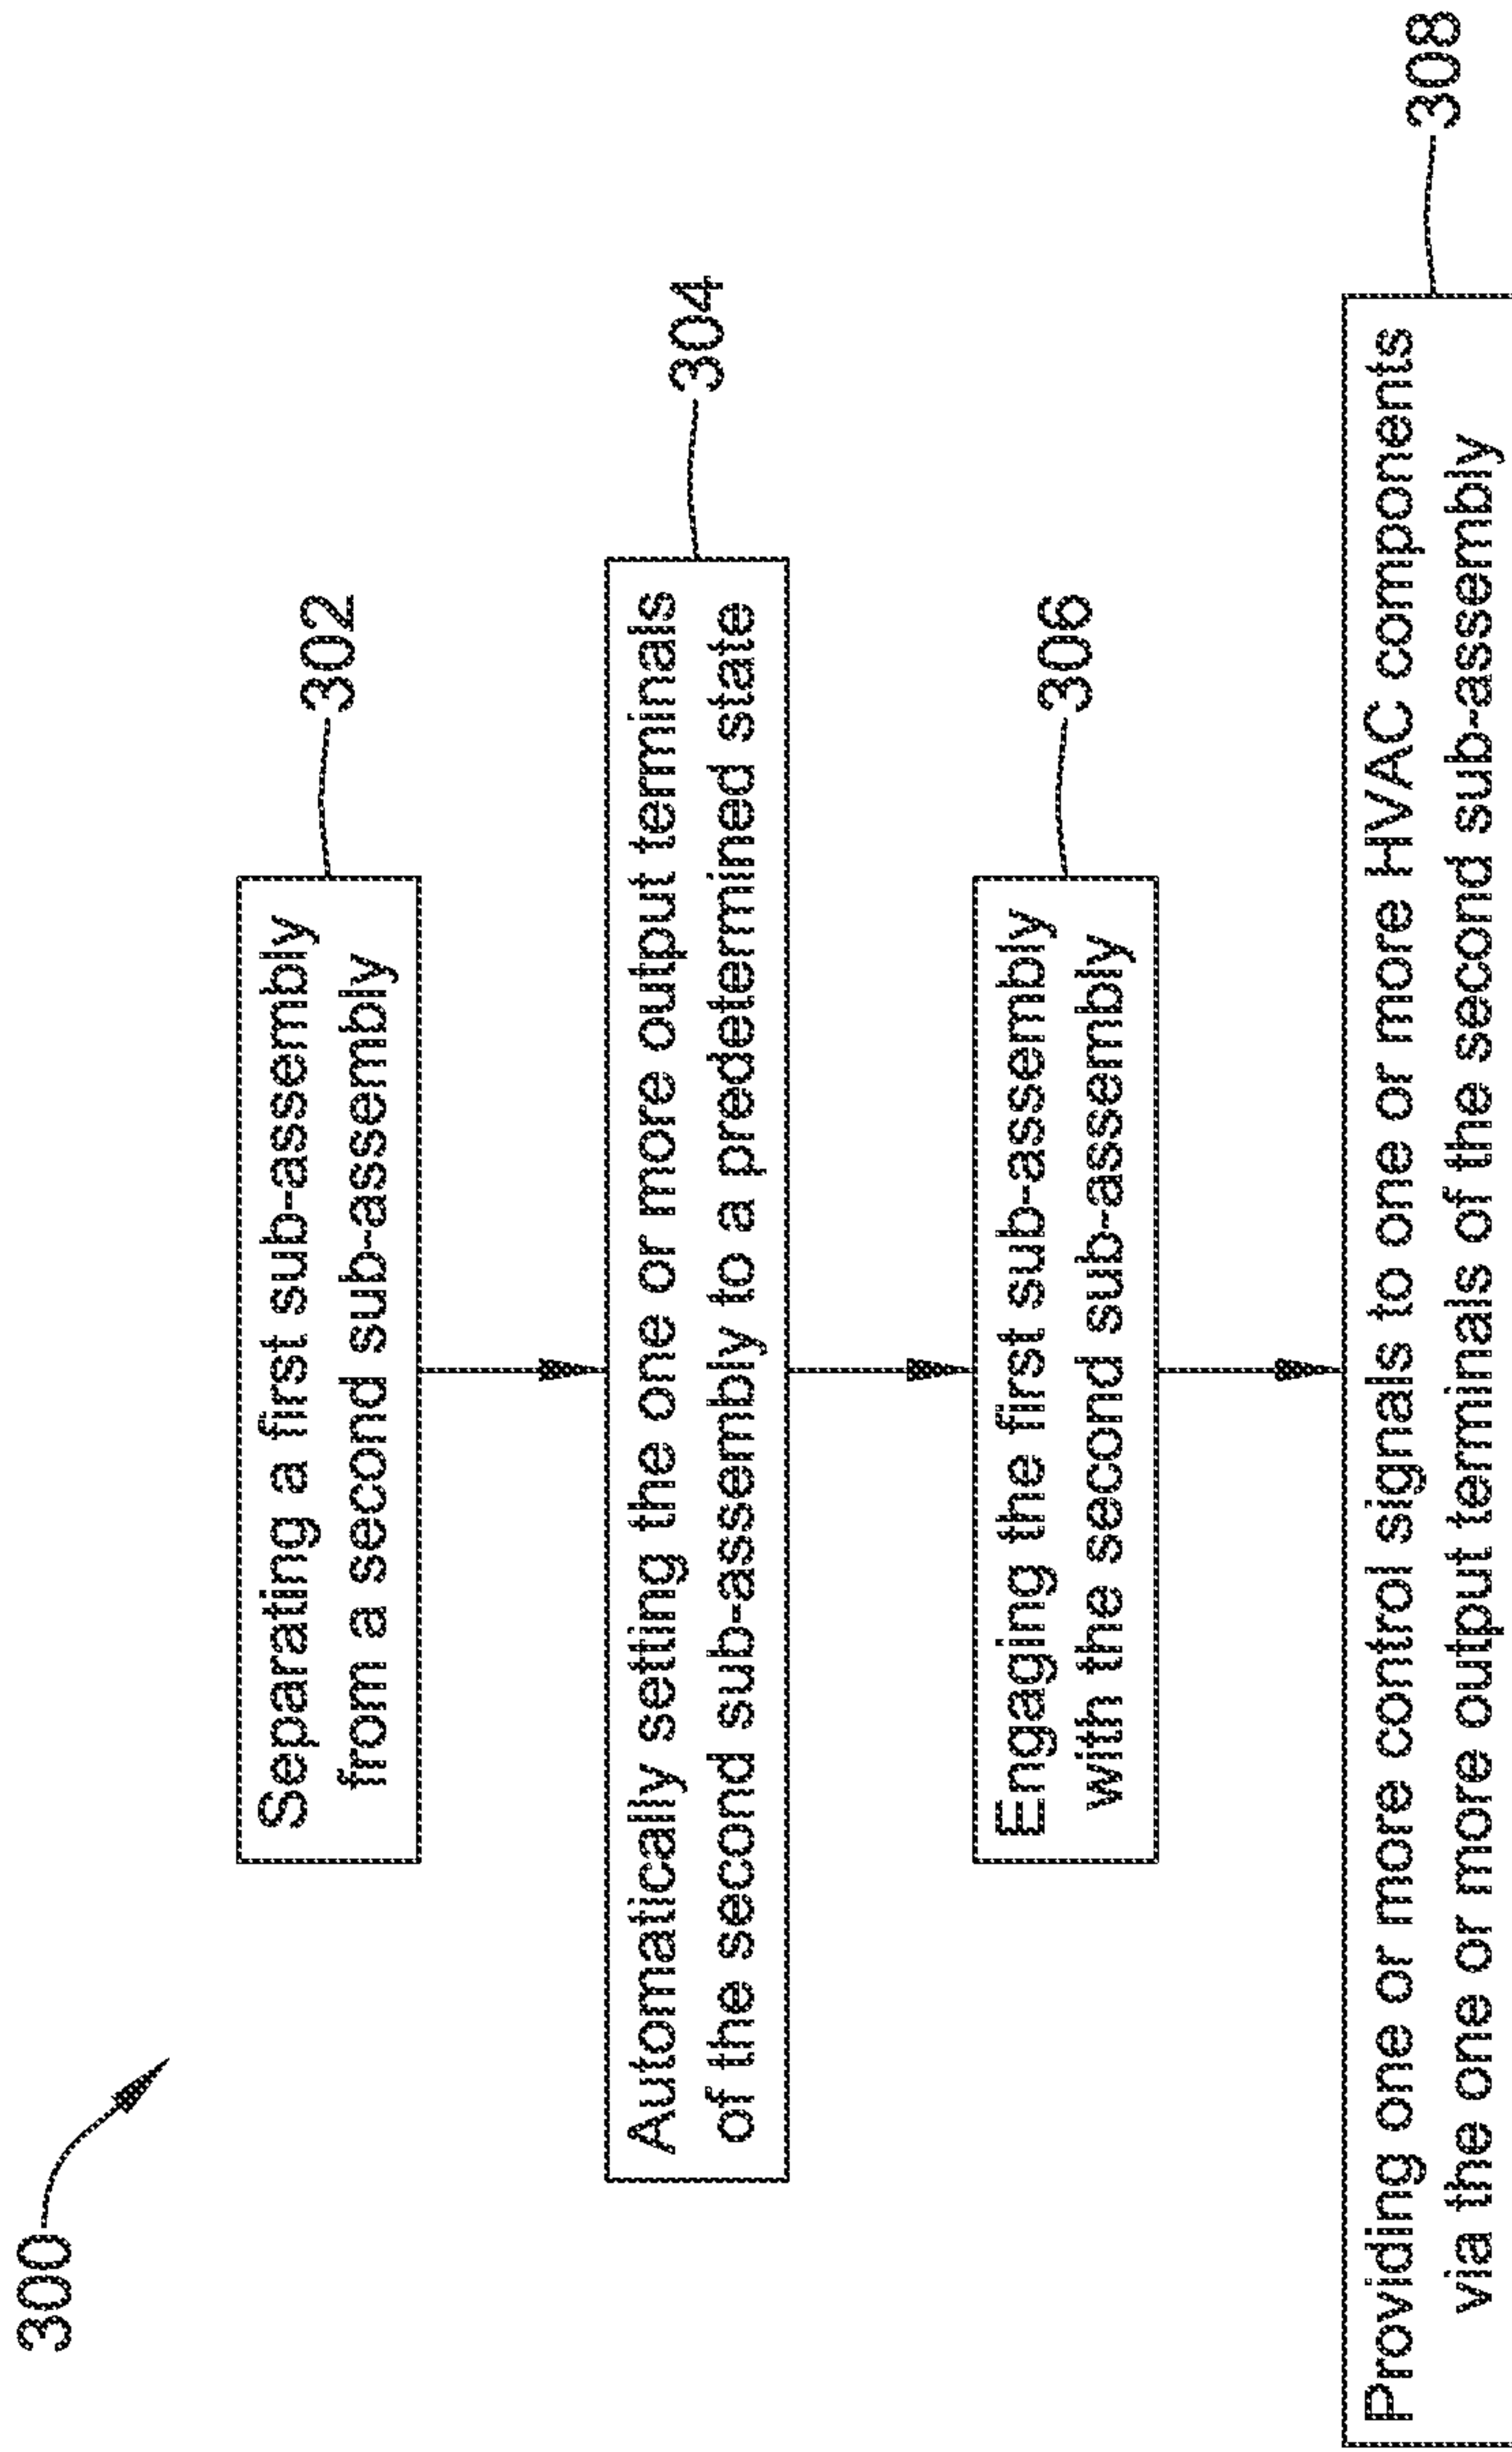 300
Separating a first sub-assembly
from a second sub-assembly
302
Automatically setting the one or more output terminals
of the second sub-assembly to a predetermined state
304
Engaging the first sub-assembly
with the second sub-assembly
306
Providing one or more control signals to one or more HVAC components
via the one or more output terminals of the second sub-assembly
308